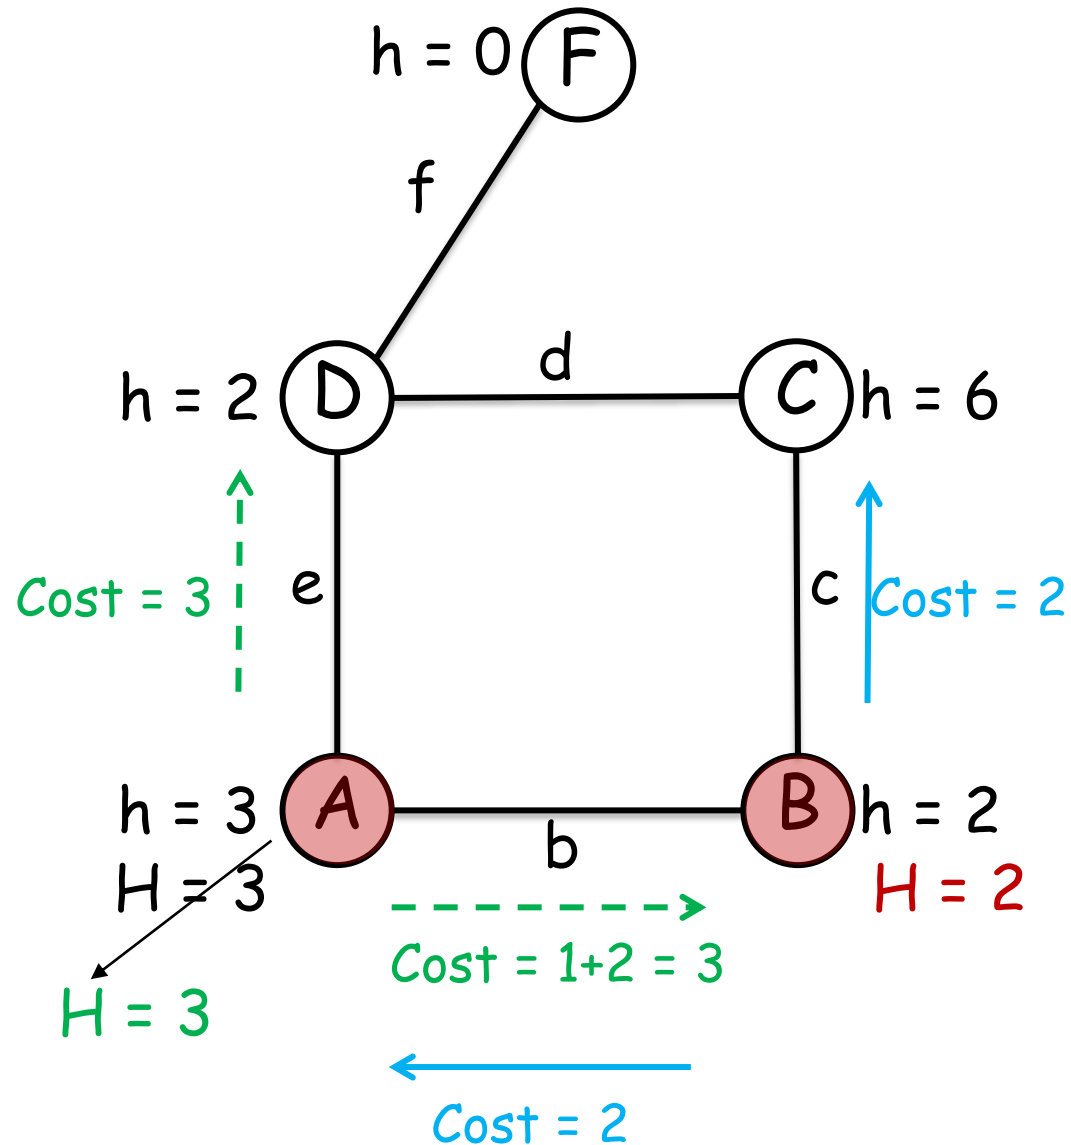 h = 0
F
f
d
h = 2
D
C
h = 6
Cost = 3
e
c
Cost = 2
h = 3
A
B
h = 2
b
H = 3
H = 2
Cost = 1+2 = 3
H = 3
Cost = 2